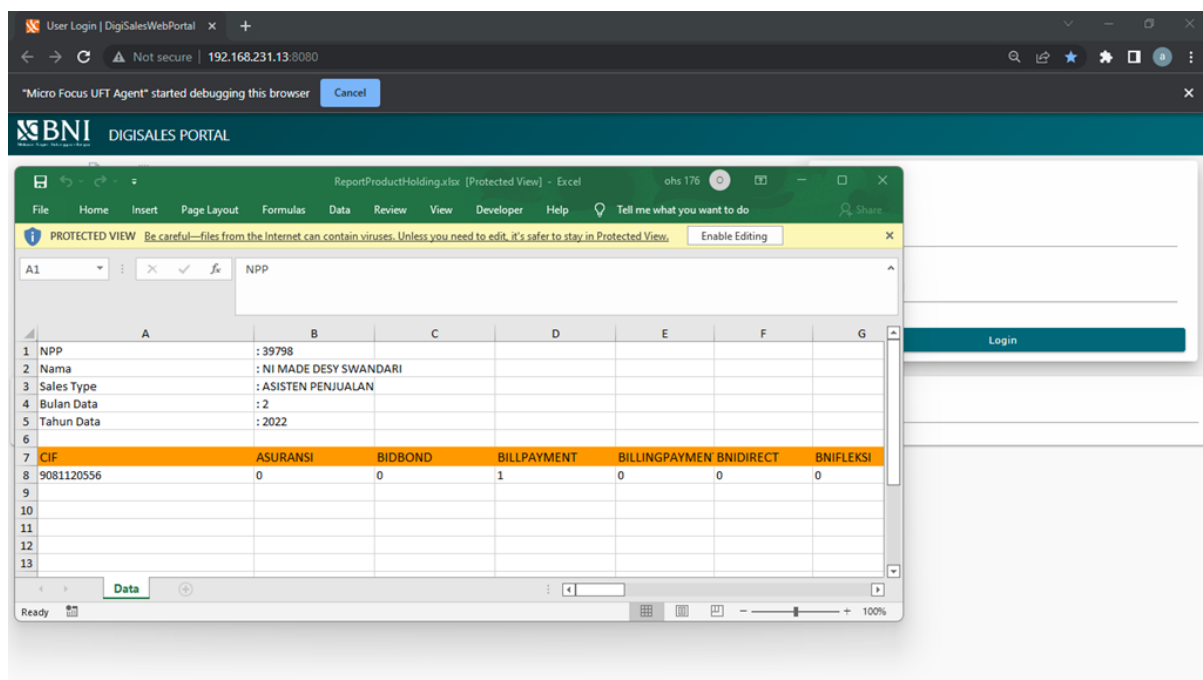 User Login | DigiSalesWebPortal
Not secure | 192.168.231.13:8080
"Micro Focus UFT Agent" started debugging this browser Cancel
BNI DIGISALES PORTAL
ReportProductHolding.xlsx [Protected View] - Excel ohs 176
File Home Insert Page Layout Formulas Data Review View Developer Help Tell me what you want to do Share
PROTECTED VIEW Be careful—files from the Internet can contain viruses. Unless you need to edit, it's safer to stay in Protected View. Enable Editing
A1 fx NPP
A B C D E F G
1 NPP : 39798
2 Nama : NI MADE DESY SWANDARI
3 Sales Type : ASISTEN PENJUALAN
4 Bulan Data : 2
5 Tahun Data : 2022
6
7 CIF ASURANSI BIDBOND BILLPAYMENT BILLINGPAYMEN BNIDIRECT BNIFLEKSI
8 9081120556 0 0 1 0 0 0
9
10
11
12
13
Login
Data
Ready 100%